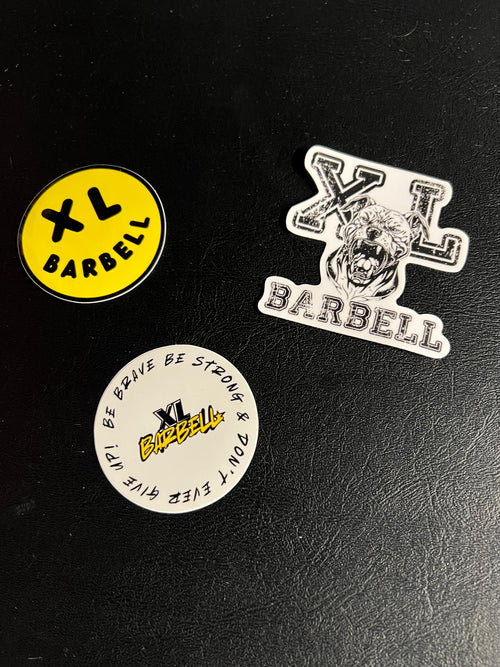 XL
BARBELL
XL
BARBELL
BE BRAVE BE STRONG & DON'T EVER GIVE UP!
XL
BARBELL